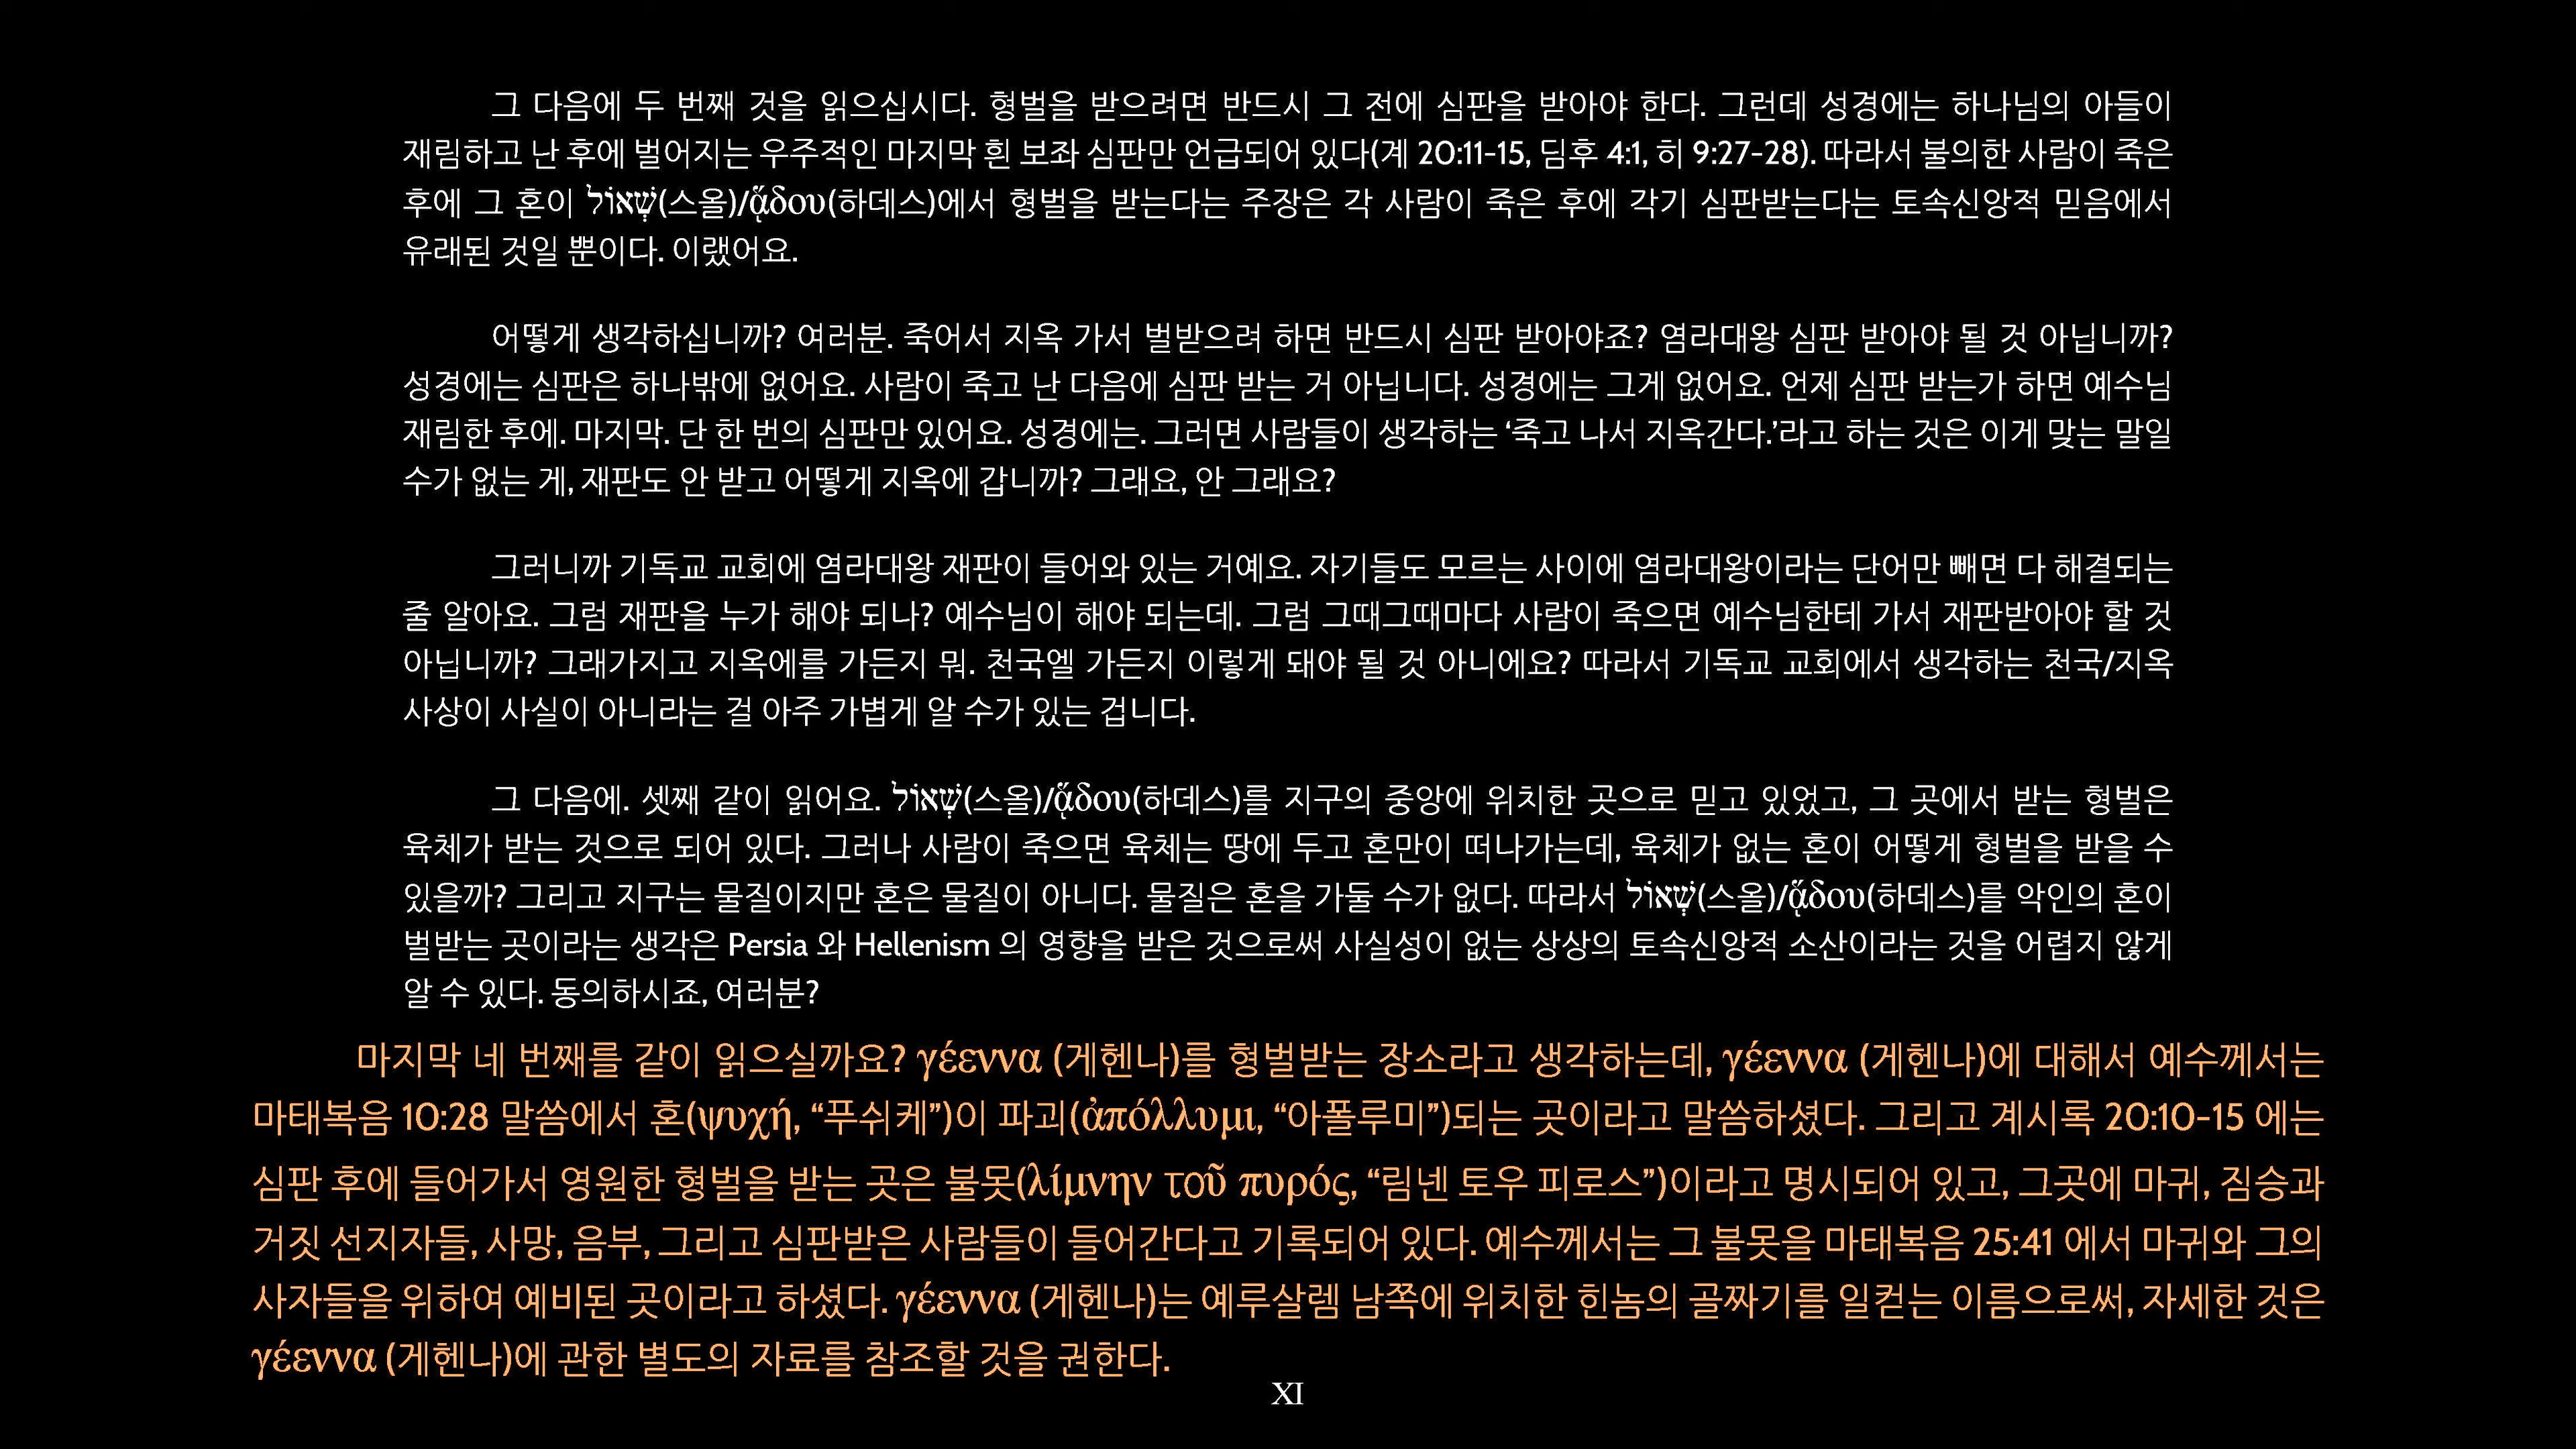 그 다음에 두 번째 것을 읽으십시다. 형벌을 받으려면 반드시 그 전에 심판을 받아야 한다. 그런데 성경에는 하나님의 아들이
재림하고 난 후에 벌어지는 우주적인 마지막 흰 보좌 심판만 언급되어 있다(계 20:11-15, 딤후 4:1, 히 9:27-28). 따라서 불의한 사람이 죽은
후에 그 혼이 שְׁאוֹל(스올)/ᾅδου(하데스)에서 형벌을 받는다는 주장은 각 사람이 죽은 후에 각기 심판받는다는 토속신앙적 믿음에서
유래된 것일 뿐이다. 이랬어요.
어떻게 생각하십니까? 여러분. 죽어서 지옥 가서 벌받으려 하면 반드시 심판 받아야죠? 염라대왕 심판 받아야 될 것 아닙니까?
성경에는 심판은 하나밖에 없어요. 사람이 죽고 난 다음에 심판 받는 거 아닙니다. 성경에는 그게 없어요. 언제 심판 받는가 하면 예수님
재림한 후에. 마지막. 단 한 번의 심판만 있어요. 성경에는. 그러면 사람들이 생각하는 ‘죽고 나서 지옥간다.’라고 하는 것은 이게 맞는 말일
수가 없는 게, 재판도 안 받고 어떻게 지옥에 갑니까? 그래요, 안 그래요?
그러니까 기독교 교회에 염라대왕 재판이 들어와 있는 거예요. 자기들도 모르는 사이에 염라대왕이라는 단어만 빼면 다 해결되는
줄 알아요. 그럼 재판을 누가 해야 되나? 예수님이 해야 되는데. 그럼 그때그때마다 사람이 죽으면 예수님한테 가서 재판받아야 할 것
아닙니까? 그래가지고 지옥에를 가든지 뭐. 천국엘 가든지 이렇게 돼야 될 것 아니에요? 따라서 기독교 교회에서 생각하는 천국/지옥
사상이 사실이 아니라는 걸 아주 가볍게 알 수가 있는 겁니다.
그 다음에. 셋째 같이 읽어요. שְׁאוֹל(스올)/ᾅδου(하데스)를 지구의 중앙에 위치한 곳으로 믿고 있었고, 그 곳에서 받는 형벌은
육체가 받는 것으로 되어 있다. 그러나 사람이 죽으면 육체는 땅에 두고 혼만이 떠나가는데, 육체가 없는 혼이 어떻게 형벌을 받을 수
있을까? 그리고 지구는 물질이지만 혼은 물질이 아니다. 물질은 혼을 가둘 수가 없다. 따라서 שְׁאוֹל(스올)/ᾅδου(하데스)를 악인의 혼이
벌받는 곳이라는 생각은 Persia 와 Hellenism 의 영향을 받은 것으로써 사실성이 없는 상상의 토속신앙적 소산이라는 것을 어렵지 않게
알 수 있다. 동의하시죠, 여러분?
마지막 네 번째를 같이 읽으실까요? γέεννα (게헨나)를 형벌받는 장소라고 생각하는데, γέεννα (게헨나)에 대해서 예수께서는
마태복음 10:28 말씀에서 혼(ψυχή, “푸쉬케”)이 파괴(ἀπόλλυμι, “아폴루미”)되는 곳이라고 말씀하셨다. 그리고 계시록 20:10-15 에는
심판 후에 들어가서 영원한 형벌을 받는 곳은 불못(λίμνην τοῦ πυρός, “림넨 토우 피로스”)이라고 명시되어 있고, 그곳에 마귀, 짐승과
거짓 선지자들, 사망, 음부, 그리고 심판받은 사람들이 들어간다고 기록되어 있다. 예수께서는 그 불못을 마태복음 25:41 에서 마귀와 그의
사자들을 위하여 예비된 곳이라고 하셨다. γέεννα (게헨나)는 예루살렘 남쪽에 위치한 힌놈의 골짜기를 일컫는 이름으로써, 자세한 것은
γέεννα (게헨나)에 관한 별도의 자료를 참조할 것을 권한다.
XI